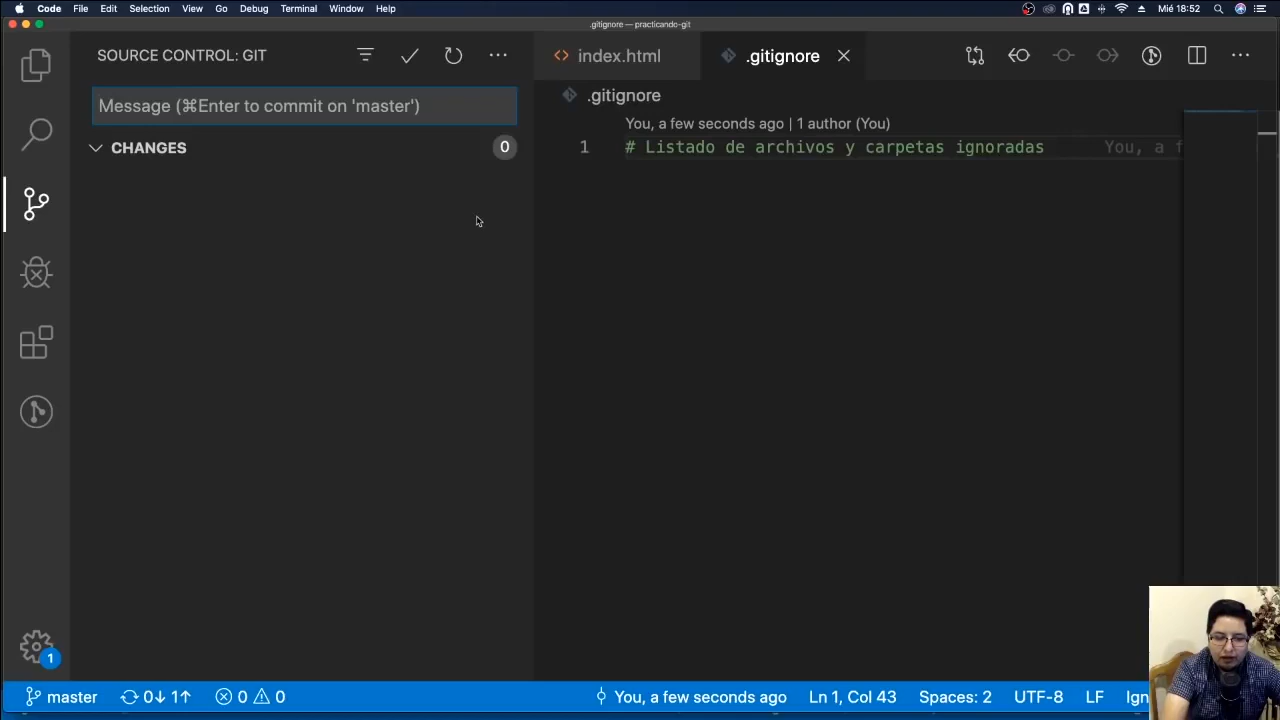 Code File Edit Selection View Go Debug Terminal Window Help Mié 18:52
.gitignore — practicando-git
SOURCE CONTROL: GIT
index.html
.gitignore
Message (⌘Enter to commit on 'master')
.gitignore
CHANGES
0
You, a few seconds ago | 1 author (You)
1
# Listado de archivos y carpetas ignoradas
You, a f
1
master
0↓ 1↑
0
0
You, a few seconds ago
Ln 1, Col 43
Spaces: 2
UTF-8
LF
Ign